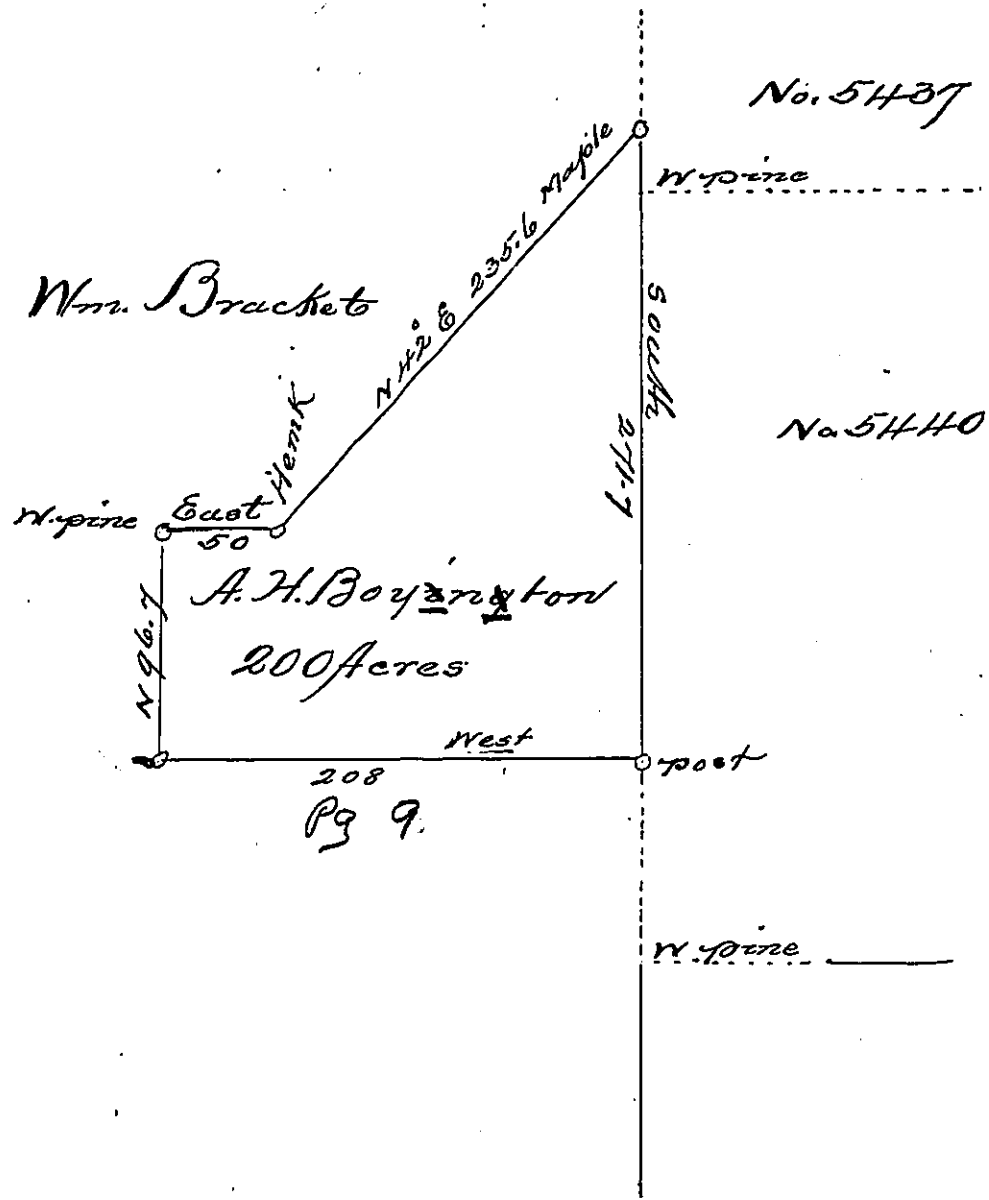 No. 5437
W pine
Maple
N 42° E 235.6
Wm. Bracket
South
271.7
No 5440
Hemk
W. pine
East
50
A. H. Boyington
N 96.7
200 Acres
West
208
post
Pg 9.
W pine